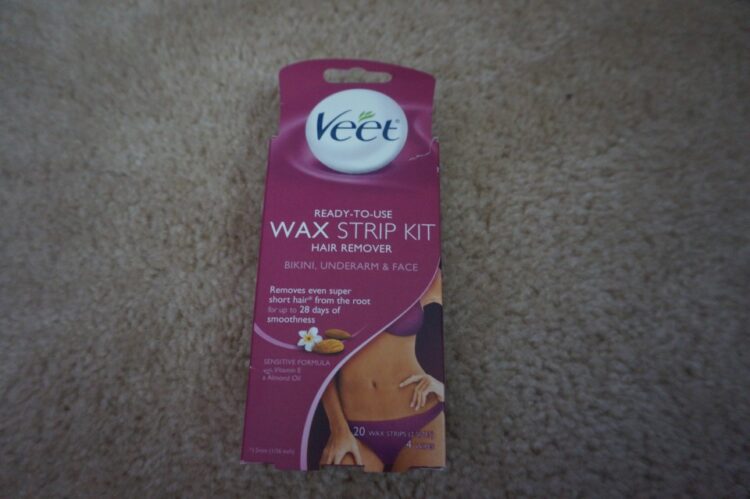 Veet®
READY-TO-USE
WAX STRIP KIT
HAIR REMOVER
BIKINI, UNDERARM & FACE
Removes even super
short hair* from the root
for up to 28 days of
smoothness
SENSITIVE FORMULA
Vitamin E
Almond Oil
20 WAX STRIPS
4